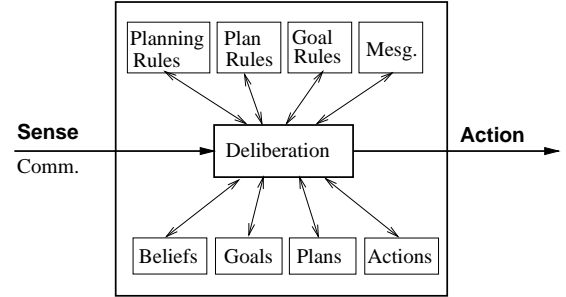 Planning
Rules
Plan
Rules
Goal
Rules
Mesg.
Sense
Comm.
Deliberation
Action
Beliefs
Goals
Plans
Actions